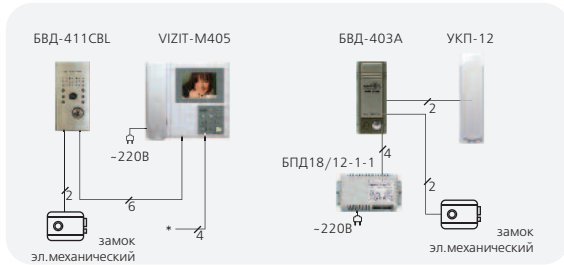 БВД-411CBL
VIZIT-M405
БВД-403А
УКП-12
2
~220В
4
БПД18/12-1-1
2
6
*
4
2
~220В
замок
эл.механический
замок
эл.механический